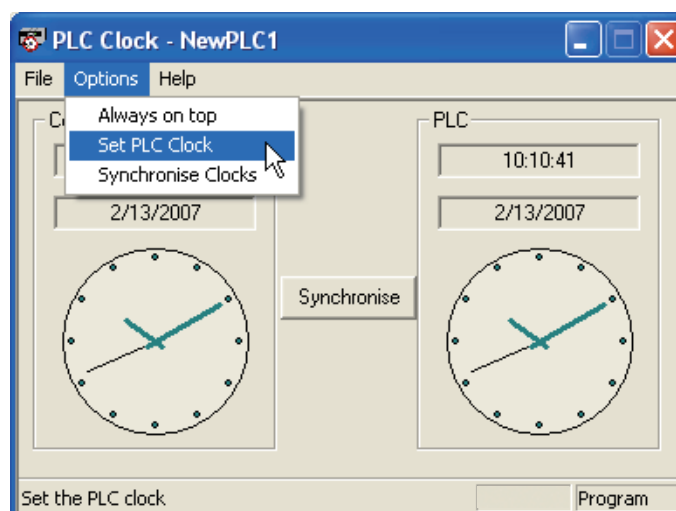 PLC Clock - NewPLC1
File Options Help
Always on top
Set PLC Clock
Synchronise Clocks
PLC
10:10:41
2/13/2007
2/13/2007
Synchronise
Set the PLC clock
Program